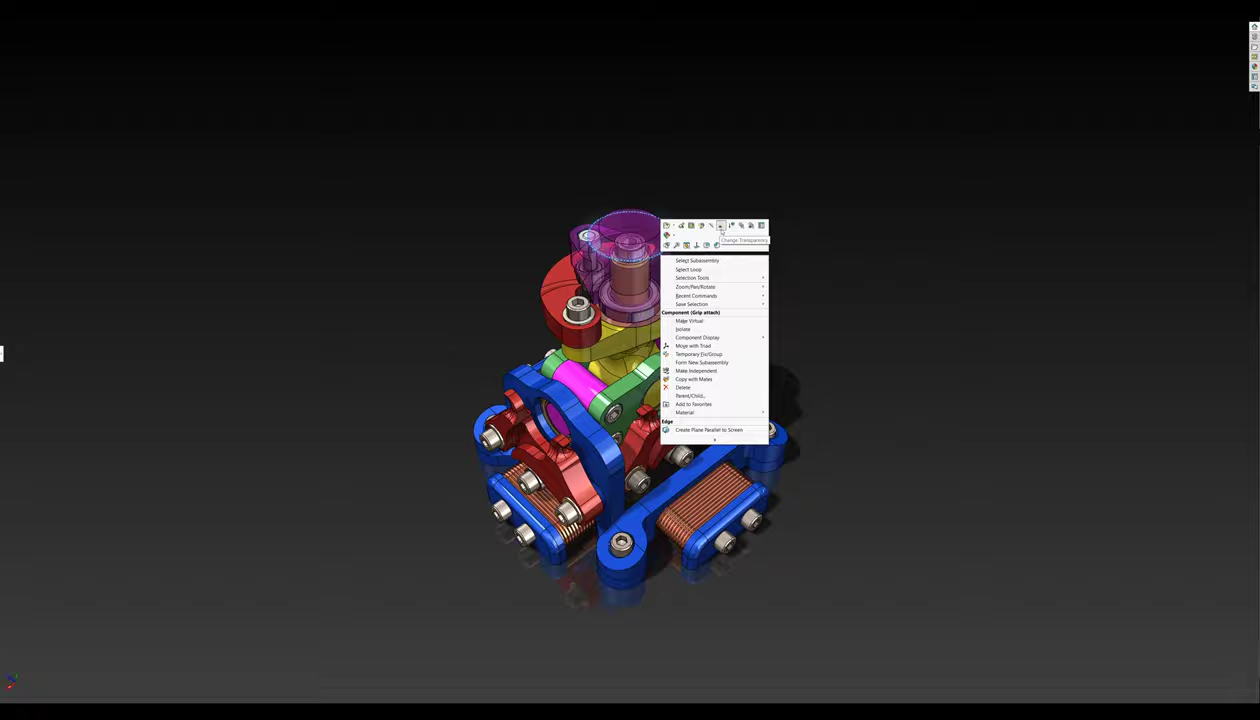 Change Transparency
Select Subassembly
Select Loop
Selection Tools
Zoom/Pan/Rotate
Recent Commands
Save Selection
Component (Grip attach)
Make Virtual
Isolate
Component Display
Move with Triad
Temporary Fix/Group
Form New Subassembly
Make Independent
Copy with Mates
Delete
Parent/Child...
Add to Favorites
Material
Edge
Create Plane Parallel to Screen